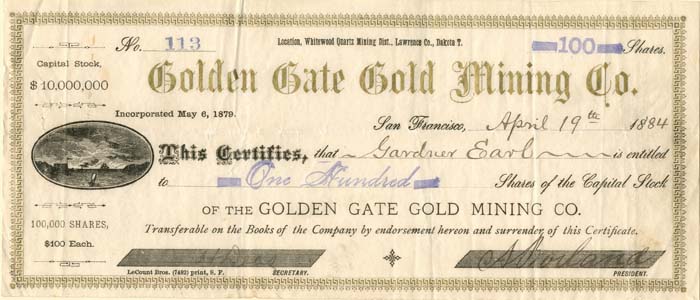 No. 113
Location, Whitewood Quartz Mining Dist., Lawrence Co., Dakota T.
100 Shares.
Capital Stock,
$10,000,000
Golden Gate Gold Mining Co.
Incorporated May 6, 1879.
San Francisco, April 19th 1884
This Certifies, that Gardner Earl is entitled
to One Hundred Shares of the Capital Stock
OF THE GOLDEN GATE GOLD MINING CO.
100,000 SHARES,
$100 Each.
Transferable on the Books of the Company by endorsement hereon and surrender of this Certificate.
LeCount Bros. (7482) print, S. F.
SECRETARY.
PRESIDENT.